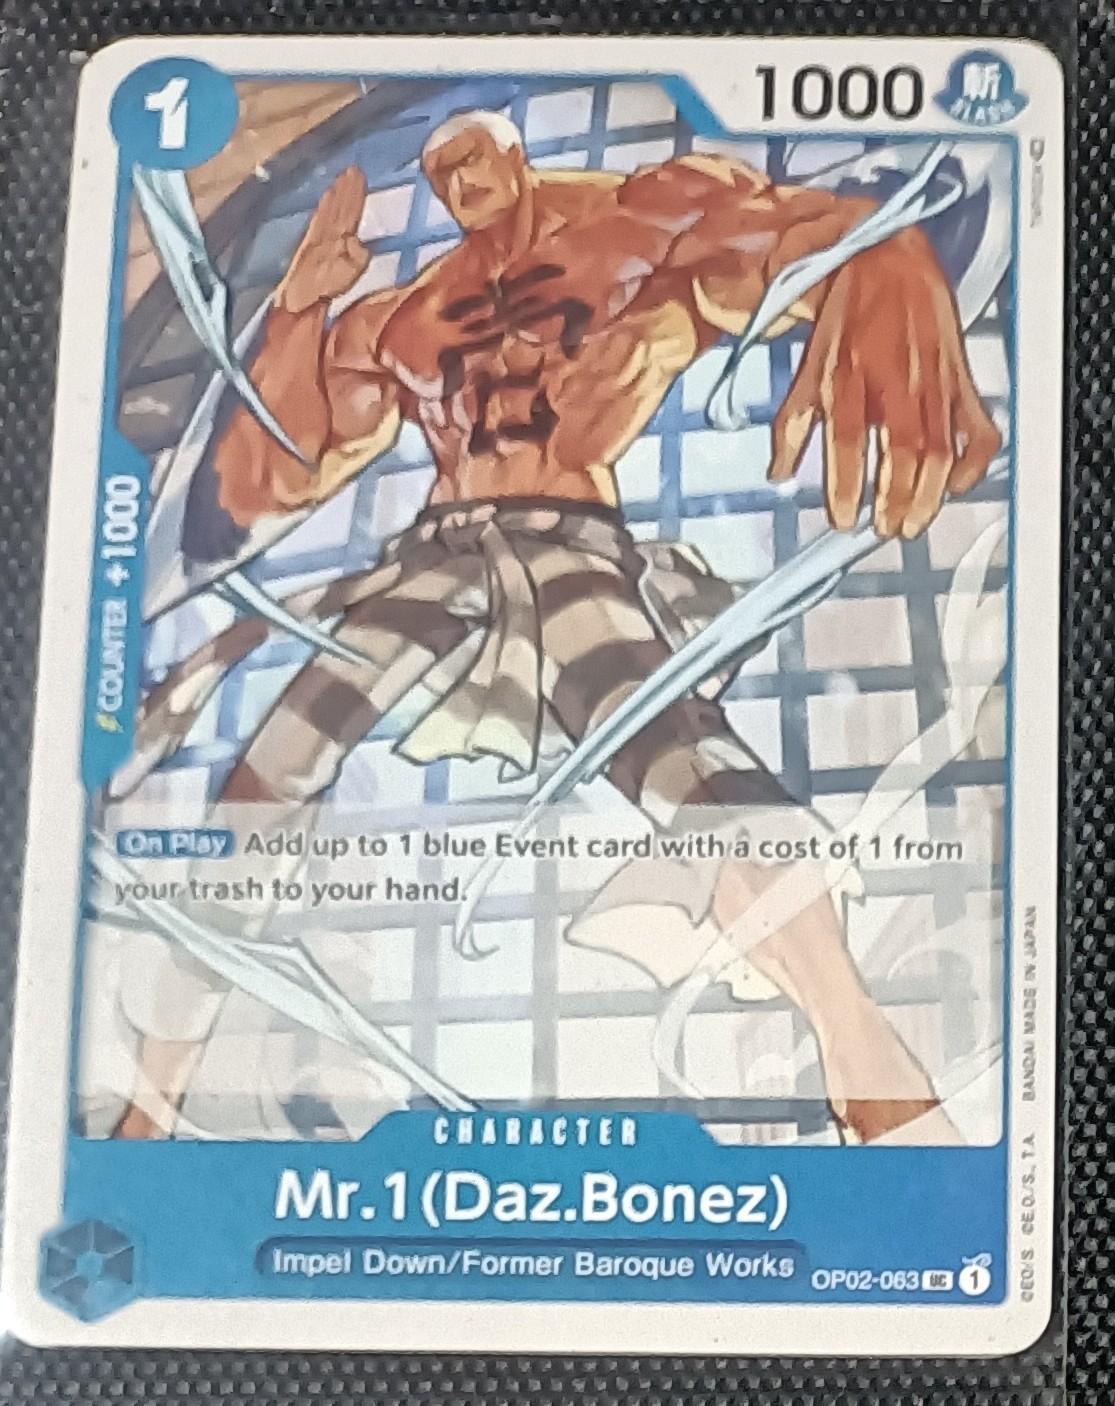 1
1000
斬
SLASH
COUNTER +1000
On Play Add up to 1 blue Event card with a cost of 1 from
your trash to your hand.
CHARACTER
Mr.1(Daz.Bonez)
Impel Down/Former Baroque Works
OP02-063 UC 1
©EO/S. ©E.O./S., T.A. BANDAI MADE IN JAPAN